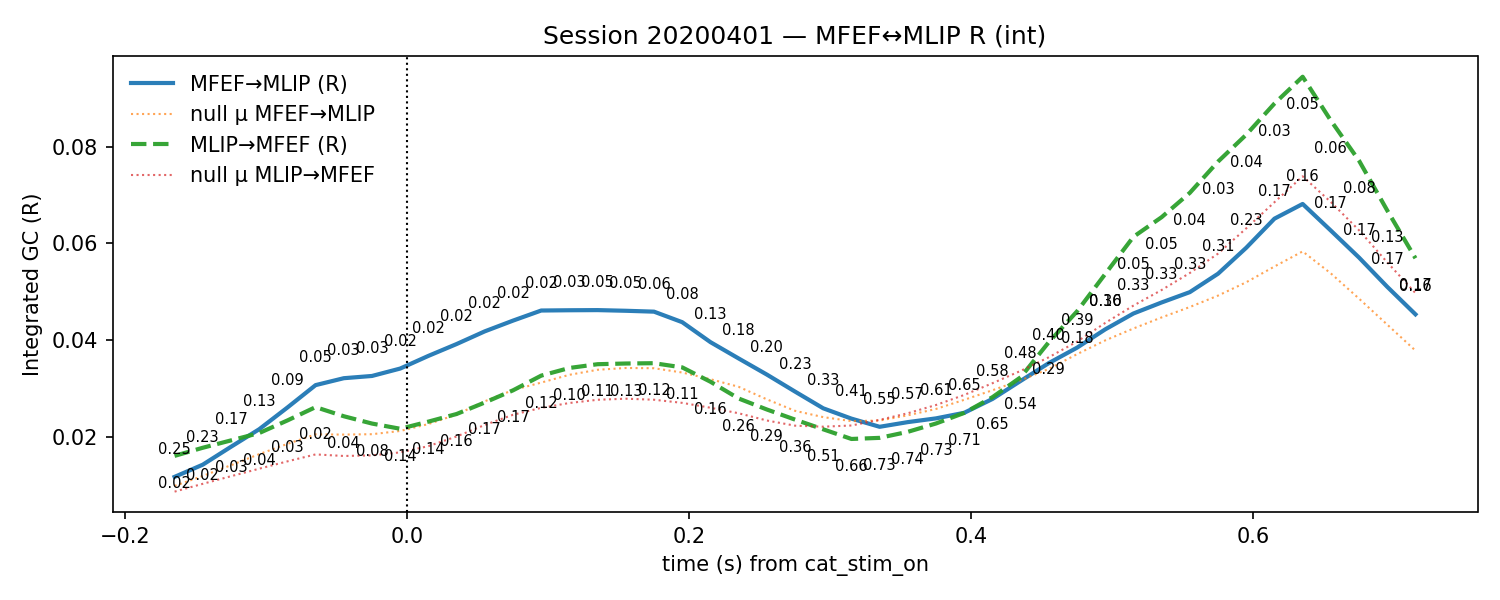 Session 20200401 — MFEF↔MLIP R (int)
MFEF→MLIP (R)
null μ MFEF→MLIP
MLIP→MFEF (R)
null μ MLIP→MFEF
Integrated GC (R)
0.08
0.06
0.04
0.02
−0.2
0.0
0.2
0.4
0.6
time (s) from cat_stim_on
0.25 0.23 0.17 0.13 0.09 0.05 0.03 0.03 0.02 0.02 0.02 0.02 0.02 0.02 0.03 0.05 0.05 0.06 0.08 0.13 0.18 0.20 0.23 0.33 0.41 0.55 0.57 0.61 0.65 0.58 0.48 0.40 0.39
0.02 0.02 0.03 0.04 0.03 0.02 0.04 0.08 0.14 0.14 0.16 0.17 0.17 0.12 0.10 0.11 0.13 0.12 0.11 0.16 0.26 0.29 0.36 0.51 0.66 0.73 0.74 0.73 0.71 0.65 0.54 0.29 0.18
0.33 0.33 0.33 0.31 0.23 0.17 0.16 0.17 0.17 0.17
0.05 0.05 0.04 0.03 0.04 0.03 0.05 0.06 0.08 0.13